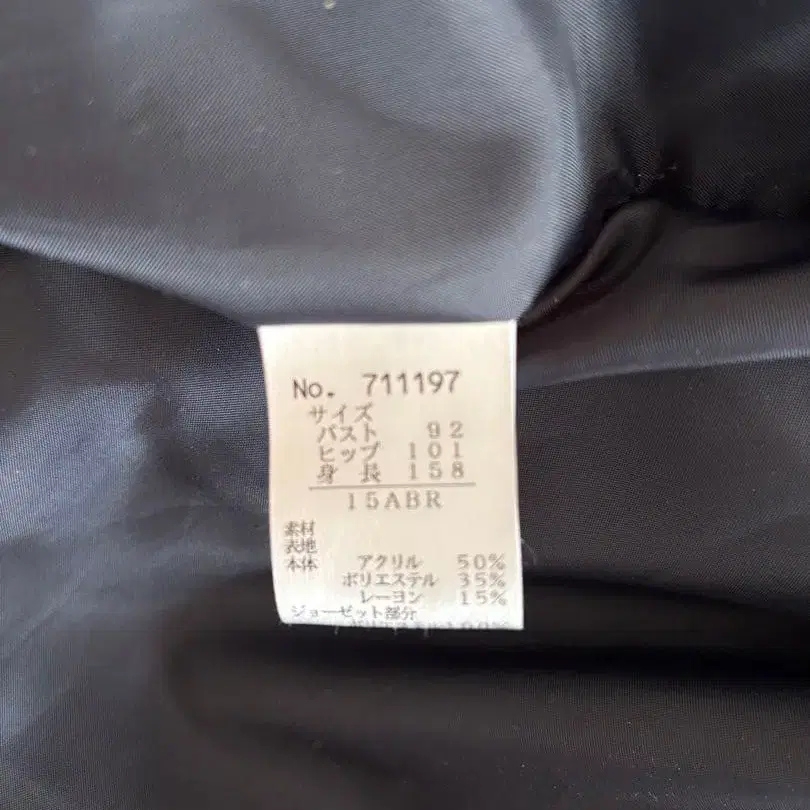 No. 711197
サイズ
バスト 92
ヒップ 101
身長 158
15ABR
素材
表地
本体 アクリル 50%
ポリエステル 35%
レーヨン 15%
ジョーゼット部分